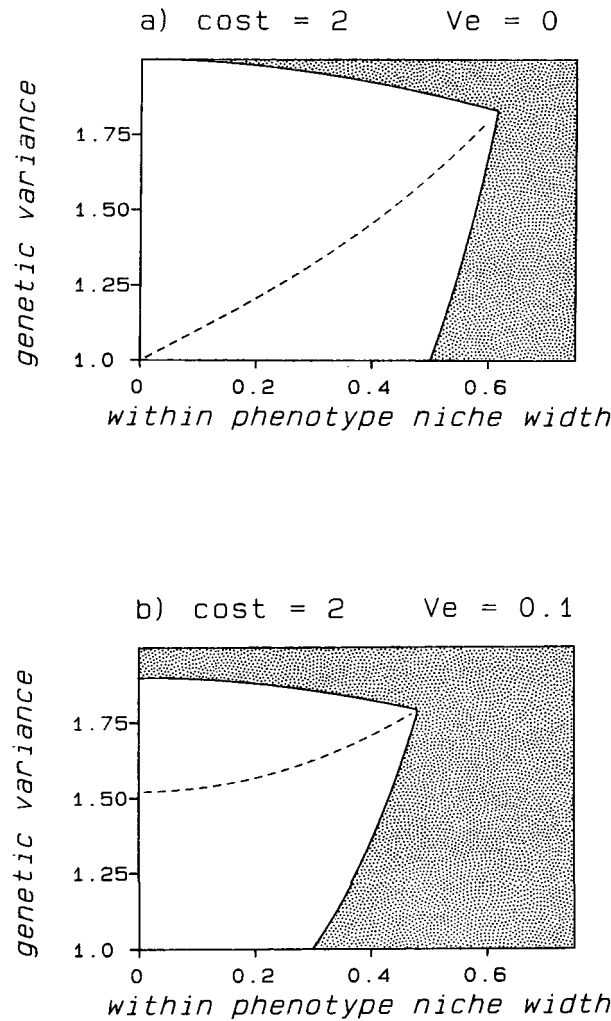 a) cost = 2 Ve = 0
genetic variance
1.75
1.50
1.25
1.0
0 0.2 0.4 0.6
within phenotype niche width
b) cost = 2 Ve = 0.1
genetic variance
1.75
1.50
1.25
1.0
0 0.2 0.4 0.6
within phenotype niche width